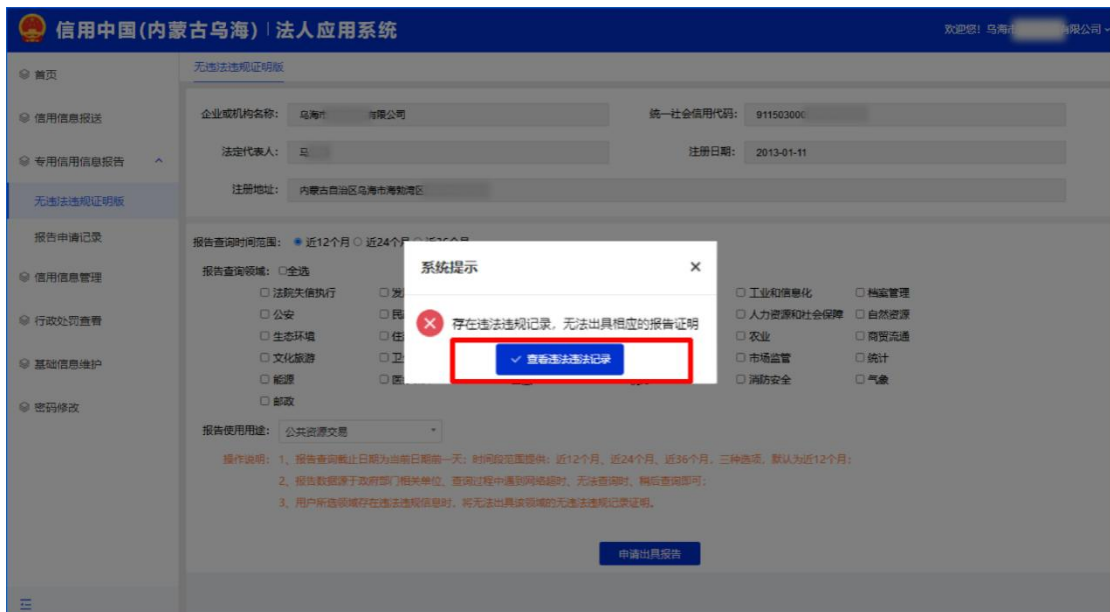 信用中国(内蒙古乌海) | 法人应用系统
欢迎您！乌海 限公司
首页
信用信息报送
专用信用信息报告
无违法违规证明版
报告申请记录
信用信息管理
行政处罚查看
基础信息维护
密码修改
无违法违规证明版
企业或机构名称： 乌海市 有限公司
统一社会信用代码： 91150300
法定代表人： 马
注册日期： 2013-01-11
注册地址： 内蒙古自治区乌海市海勃湾区
报告查询时间范围： 近12个月 近24个月 近36个月
报告查询领域： 全选
法院失信执行 工业和信息化 档案管理
公安 民 人力资源和社会保障 自然资源
生态环境 住 农业 商贸流通
文化旅游 卫 市场监管 统计
能源 医 消防安全 气象
邮政
系统提示
存在违法违规记录，无法出具相应的报告证明
查看违法违法记录
报告使用用途： 公共资源交易
操作说明：1、报告查询截止日期为当前日期前一天；时间段范围提供：近12个月、近24个月、近36个月，三种选项，默认为近12个月；
2、报告数据源于政府部门相关单位，查询过程中遇到网络超时、无法查询时，稍后查询即可；
3、用户所选领域存在违法违规信息时，将无法出具该领域的无违法违规记录证明。
申请出具报告